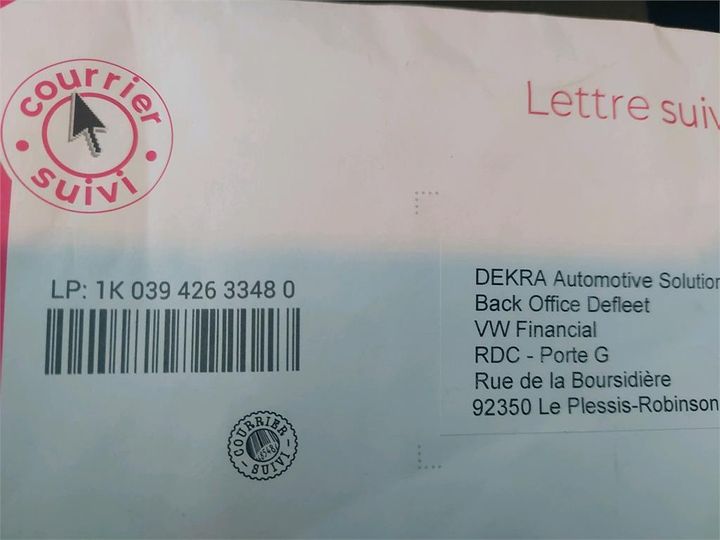 courrier
suivi
Lettre suiv
LP: 1K 039 426 3348 0
DEKRA Automotive Solution
Back Office Defleet
VW Financial
RDC - Porte G
Rue de la Boursidière
92350 Le Plessis-Robinson
COURRIER
SUIVI